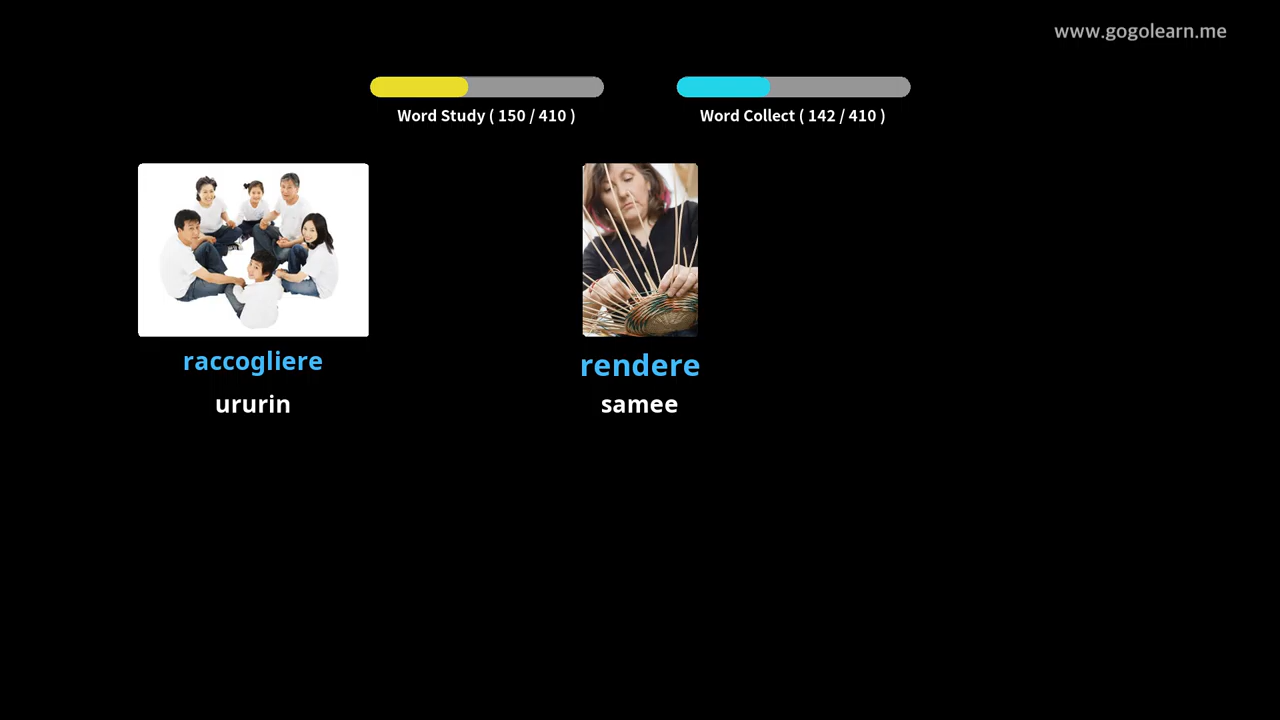 www.gogolearn.me
Word Study ( 150 / 410 )
Word Collect ( 142 / 410 )
raccogliere
rendere
ururin
samee